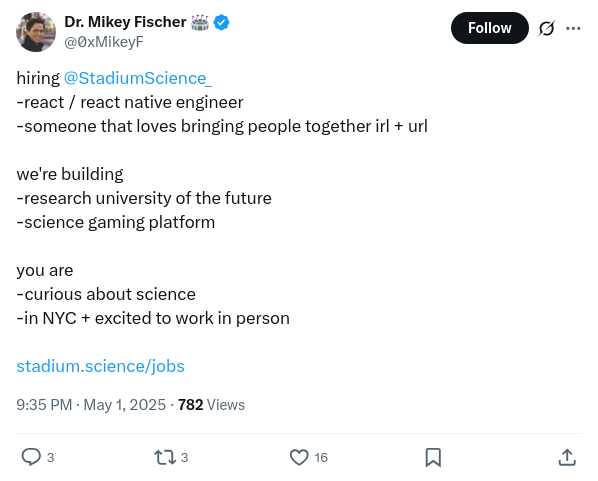 Dr. Mikey Fischer 🏟️
Follow
@0xMikeyF
hiring @StadiumScience_
-react / react native engineer
-someone that loves bringing people together irl + url
we're building
-research university of the future
-science gaming platform
you are
-curious about science
-in NYC + excited to work in person
stadium.science/jobs
9:35 PM · May 1, 2025 · 782 Views
3
3
16